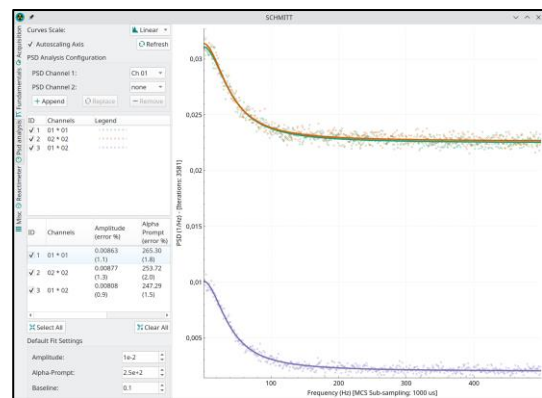 SCHMITT
Curves Scale:
Linear
✓ Autoscaling Axis
Refresh
PSD Analysis Configuration
PSD Channel 1:
Ch 01
PSD Channel 2:
none
+ Append
Replace
− Remove
ID Channels Legend
✓ 1 01 * 01
✓ 2 02 * 02
✓ 3 01 * 02
ID Channels Amplitude (error %) Alpha Prompt (error %)
✓ 1 01 * 01 0.00863 (1.1) 265.30 (1.8)
✓ 2 02 * 02 0.00877 (1.3) 253.72 (2.0)
✓ 3 01 * 02 0.00808 (0.9) 247.29 (1.5)
Select All
Clear All
Default Fit Settings
Amplitude:
1e-2
Alpha-Prompt:
2.5e+2
Baseline:
0.1
Acquisition
Fundamentals
Psd analysis
Reactimeter
Misc
PSD (1/Hz) - [Iterations: 3581]
0,03
0,025
0,02
0,015
0,01
0,005
100
200
300
400
Frequency (Hz) [MCS Sub-sampling: 1000 us]